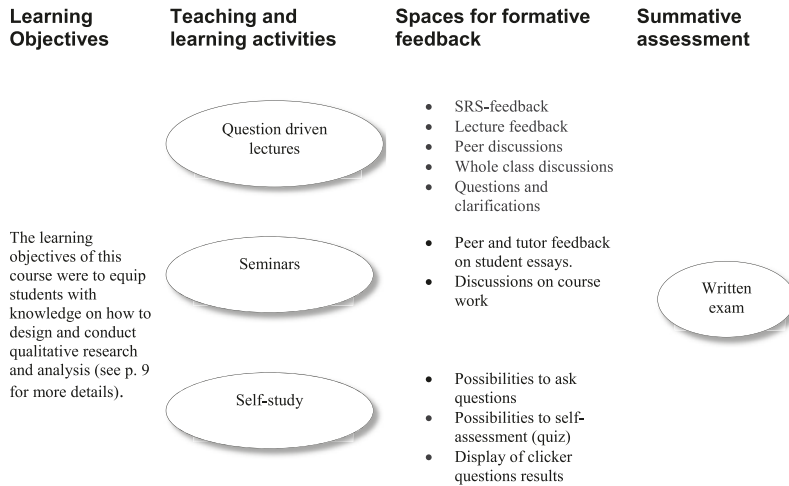 Learning
Objectives
Teaching and
learning activities
Spaces for formative
feedback
Summative
assessment
The learning
objectives of this
course were to equip
students with
knowledge on how to
design and conduct
qualitative research
and analysis (see p. 9
for more details).
Question driven
lectures
Seminars
Self-study
• SRS-feedback
• Lecture feedback
• Peer discussions
• Whole class discussions
• Questions and
clarifications
• Peer and tutor feedback
on student essays.
• Discussions on course
work
• Possibilities to ask
questions
• Possibilities to self-
assessment (quiz)
• Display of clicker
questions results
Written
exam